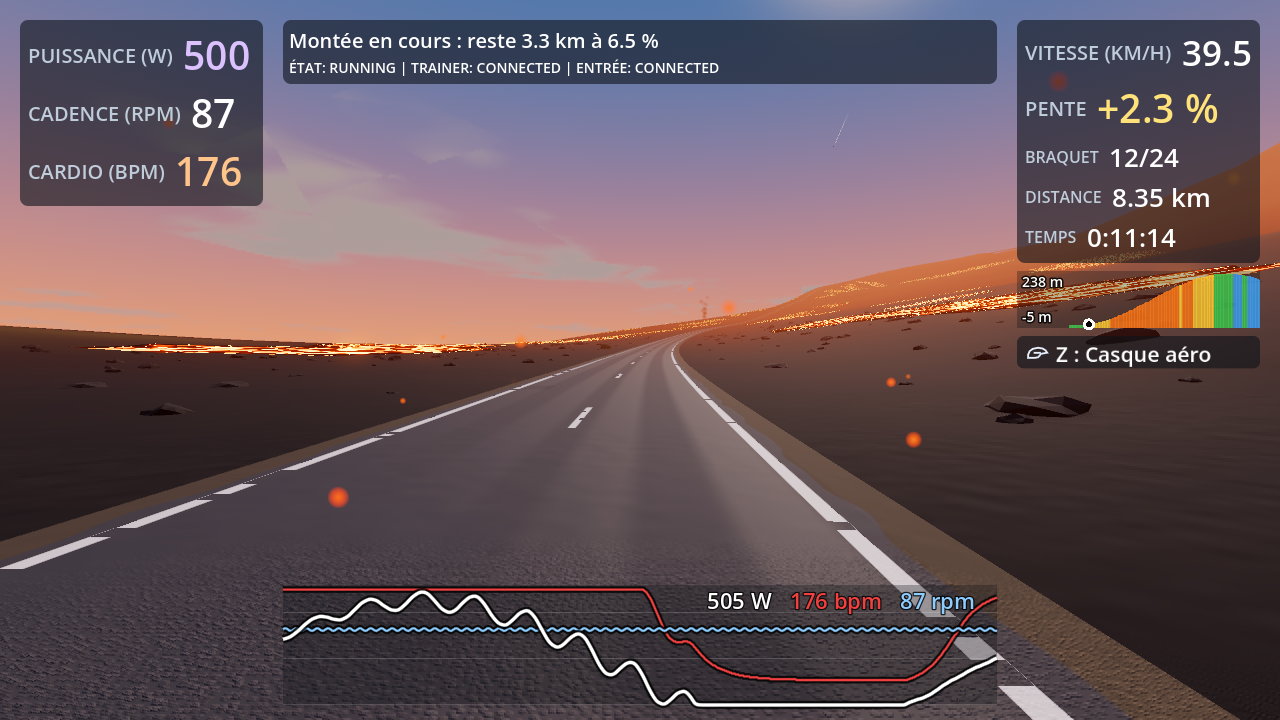 PUISSANCE (W) 500
CADENCE (RPM) 87
CARDIO (BPM) 176
Montée en cours : reste 3.3 km à 6.5 %
ÉTAT: RUNNING | TRAINER: CONNECTED | ENTRÉE: CONNECTED
VITESSE (KM/H) 39.5
PENTE +2.3 %
BRAQUET 12/24
DISTANCE 8.35 km
TEMPS 0:11:14
238 m
-5 m
Z : Casque aéro
505 W 176 bpm 87 rpm